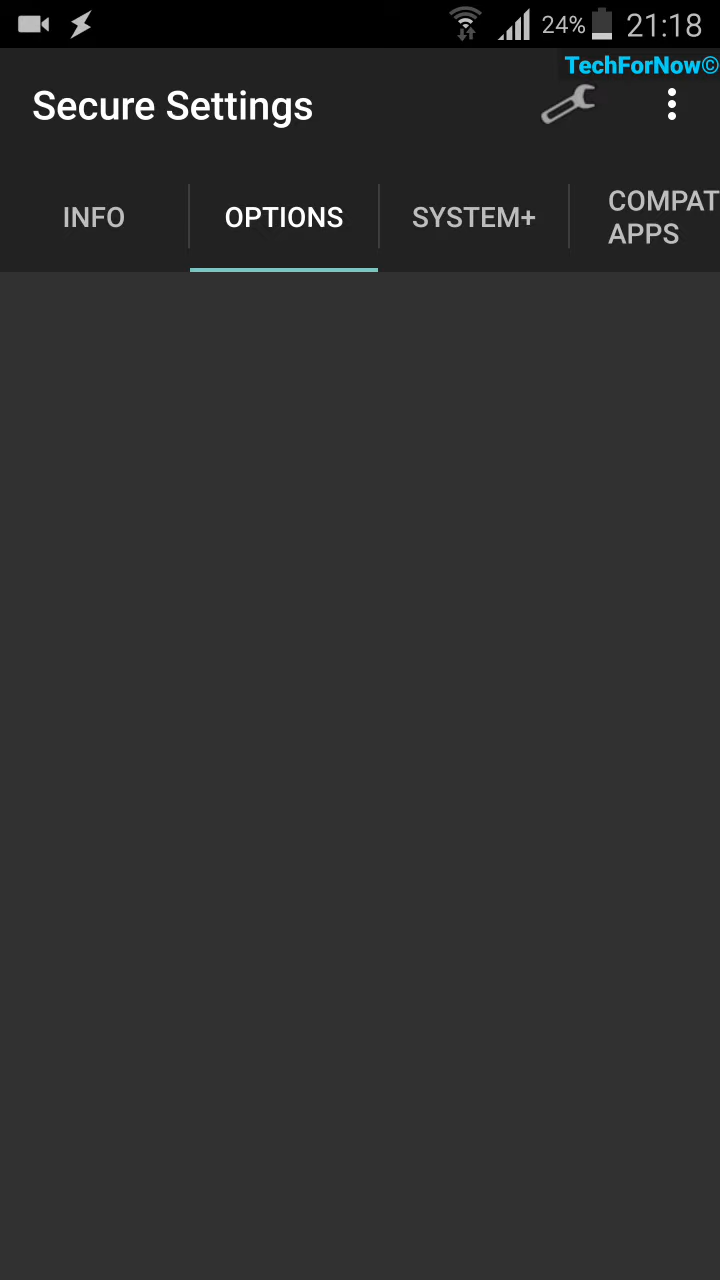 24% 21:18
TechForNow©
Secure Settings
INFO OPTIONS SYSTEM+ COMPAT
APPS